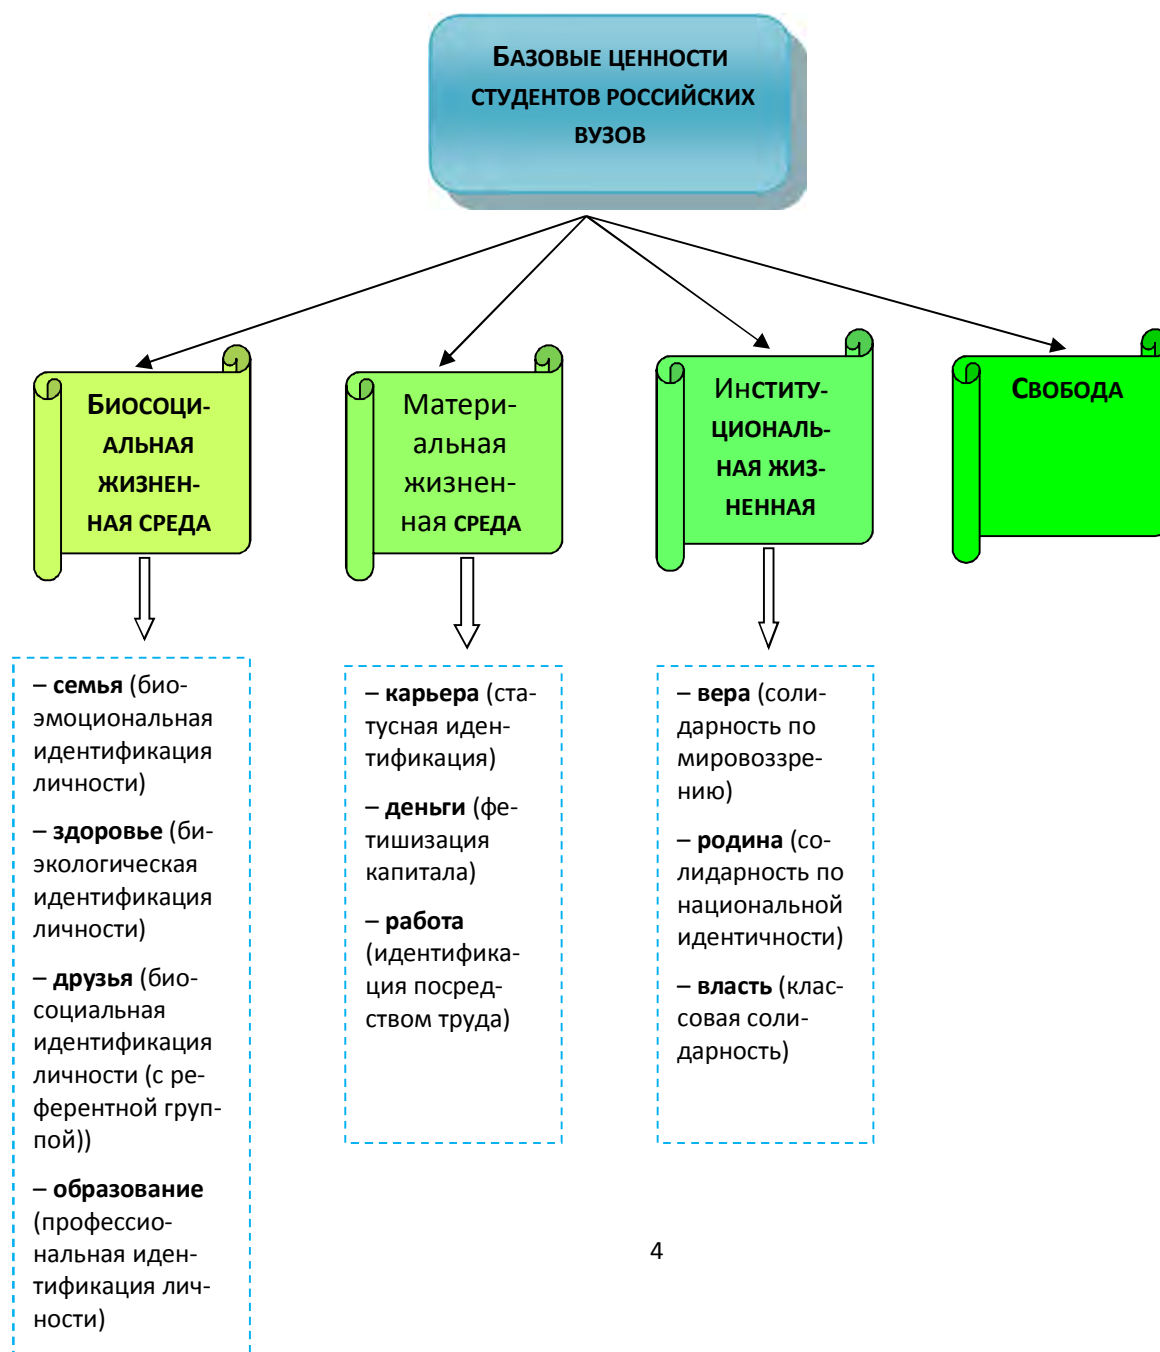 БАЗОВЫЕ ЦЕННОСТИ
СТУДЕНТОВ РОССИЙСКИХ
ВУЗОВ
БИОСОЦИ-
АЛЬНАЯ
ЖИЗНЕН-
НАЯ СРЕДА
Матери-
альная
жизнен-
ная СРЕДА
ИНСТИТУ-
ЦИОНАЛЬ-
НАЯ ЖИЗ-
НЕННАЯ
СВОБОДА
– семья (био-
эмоциональная
идентификация
личности)
– здоровье (би-
экологическая
идентификация
личности)
– друзья (био-
социальная
идентификация
личности (с ре-
ферентной груп-
пой))
– образование
(профессио-
нальная иден-
тификация лич-
ности)
– карьера (ста-
тусная иден-
тификация)
– деньги (фе-
тишизация
капитала)
– работа
(идентифика-
ция посред-
ством труда)
– вера (соли-
дарность по
мировоззре-
нию)
– родина (со-
лидарность по
национальной
идентичности)
– власть (клас-
совая соли-
дарность)
4